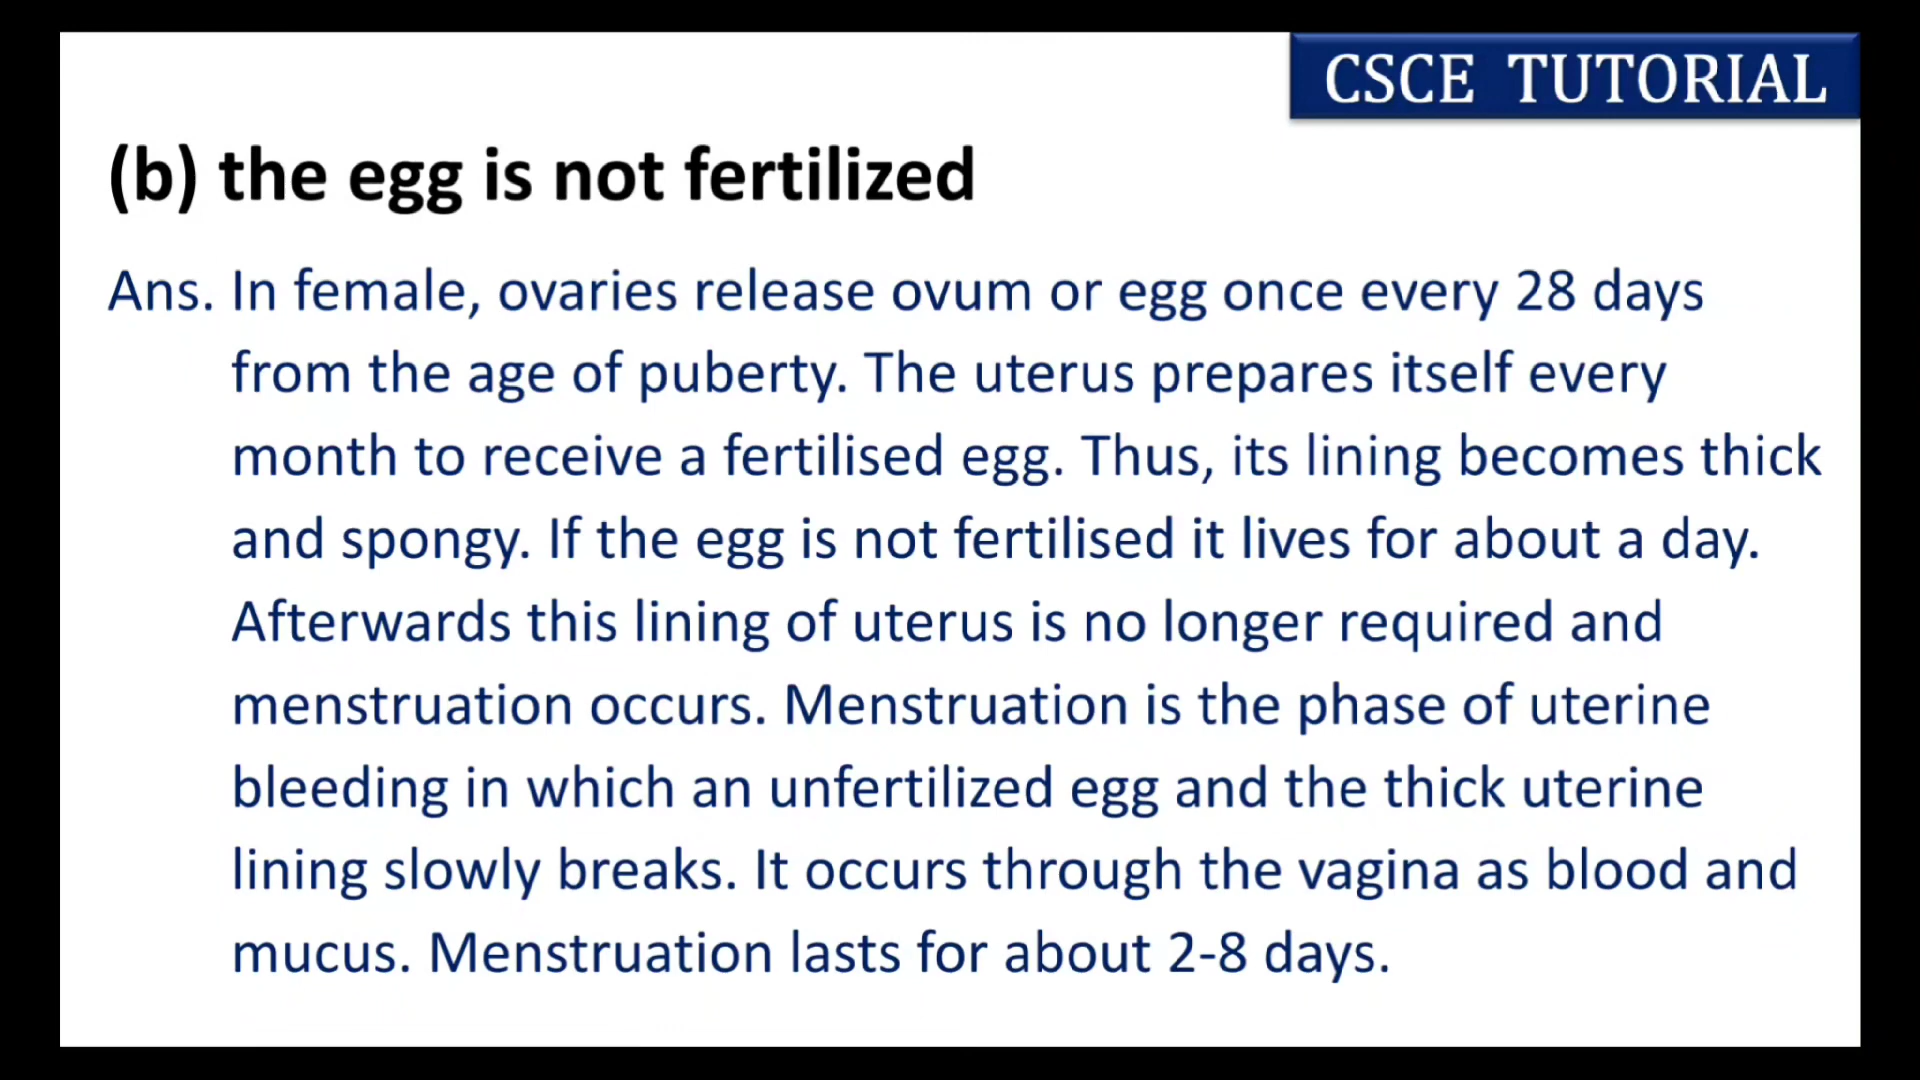 CSCE TUTORIAL
(b) the egg is not fertilized
Ans. In female, ovaries release ovum or egg once every 28 days
from the age of puberty. The uterus prepares itself every
month to receive a fertilised egg. Thus, its lining becomes thick
and spongy. If the egg is not fertilised it lives for about a day.
Afterwards this lining of uterus is no longer required and
menstruation occurs. Menstruation is the phase of uterine
bleeding in which an unfertilized egg and the thick uterine
lining slowly breaks. It occurs through the vagina as blood and
mucus. Menstruation lasts for about 2-8 days.